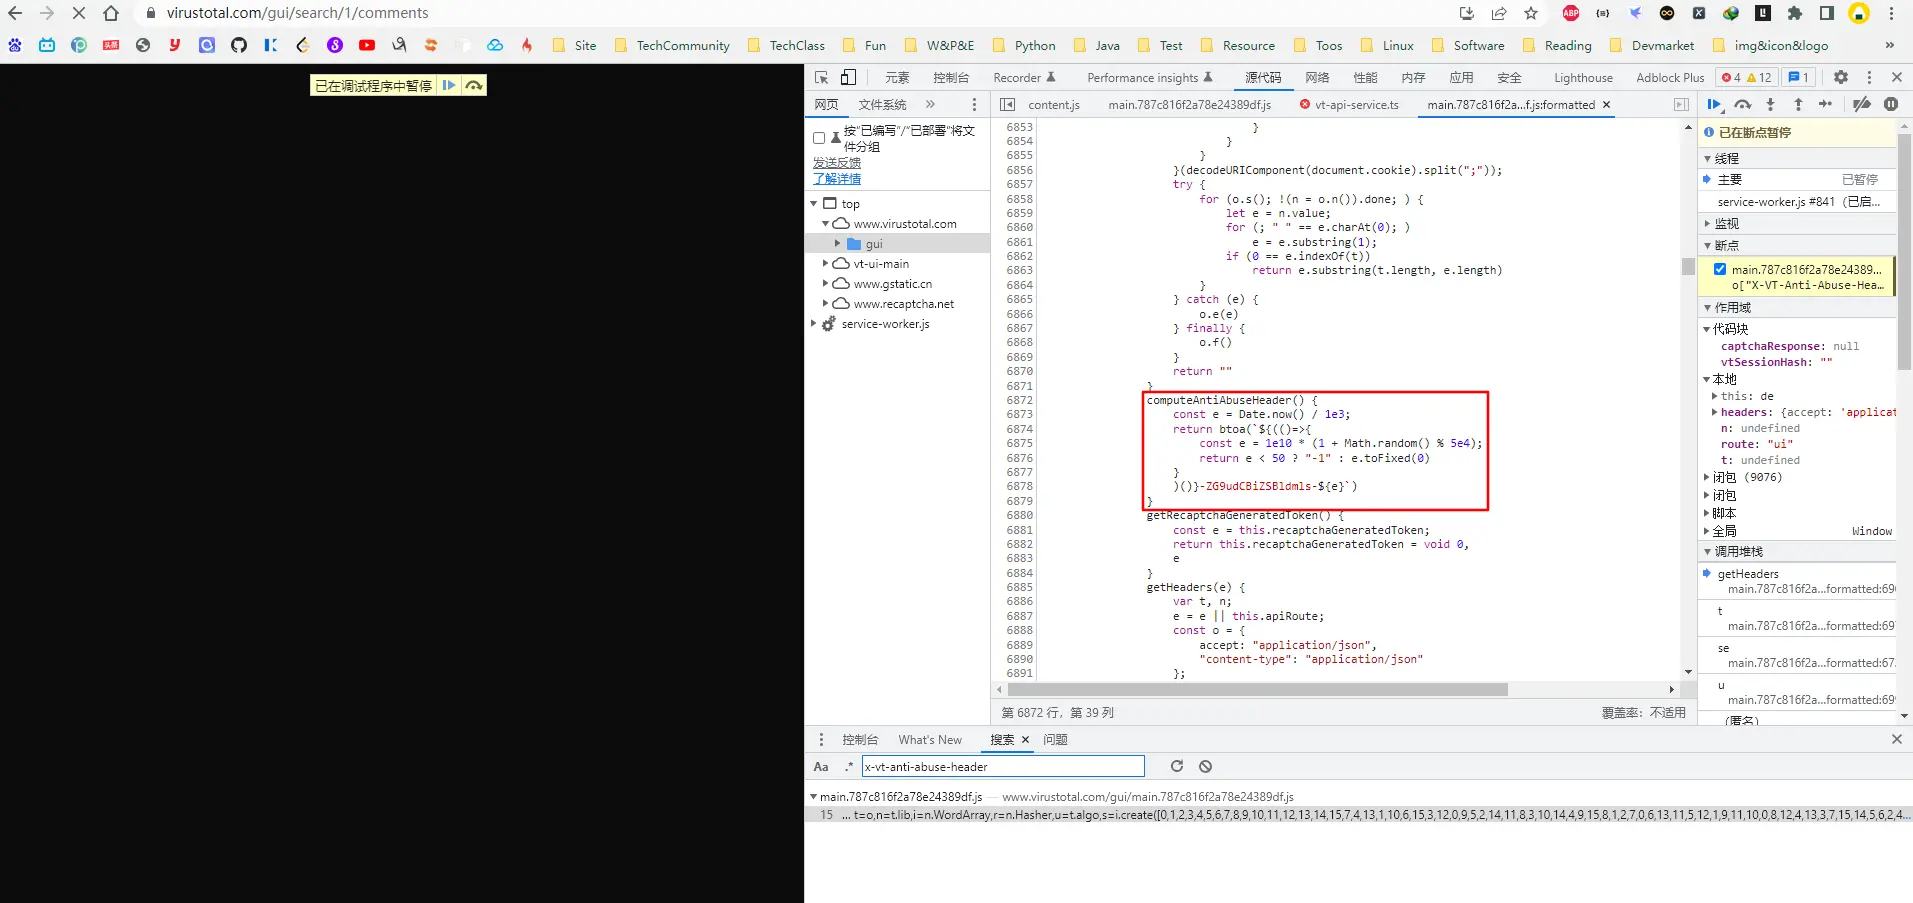 virustotal.com/gui/search/1/comments
Site TechCommunity TechClass Fun W&P&E Python Java Test Resource Toos Linux Software Reading Devmarket img&icon&logo »
已在调试程序中暂停
元素 控制台 Recorder Performance insights 源代码 网络 性能 内存 应用 安全 Lighthouse Adblock Plus 4 12 1
网页 文件系统 »
content.js main.787c816f2a78e24389df.js vt-api-service.ts main.787c816f2a...f.js:formatted ×
按“已编写”/“已部署”将文
件分组
发送反馈
了解详情
top
www.virustotal.com
gui
vt-ui-main
www.gstatic.cn
www.recaptcha.net
service-worker.js
6853 }
6854 }
6855 }
6856 }(decodeURIComponent(document.cookie).split(";"));
6857 try {
6858 for (o.s(); !(n = o.n()).done; ) {
6859 let e = n.value;
6860 for (; " " == e.charAt(0); )
6861 e = e.substring(1);
6862 if (0 == e.indexOf(t))
6863 return e.substring(t.length, e.length)
6864 }
6865 } catch (e) {
6866 o.e(e)
6867 } finally {
6868 o.f()
6869 }
6870 return ""
6871 }
6872 computeAntiAbuseHeader() {
6873 const e = Date.now() / 1e3;
6874 return btoa(`${(()=>{
6875 const e = 1e10 * (1 + Math.random() % 5e4);
6876 return e < 50 ? "-1" : e.toFixed(0)
6877 }
6878 )()}-ZG9udCBiZSBldmls-${e}`)
6879 }
6880 getRecaptchaGeneratedToken() {
6881 const e = this.recaptchaGeneratedToken;
6882 return this.recaptchaGeneratedToken = void 0,
6883 e
6884 }
6885 getHeaders(e) {
6886 var t, n;
6887 e = e || this.apiRoute;
6888 const o = {
6889 accept: "application/json",
6890 "content-type": "application/json"
6891 };
第 6872 行，第 39 列 覆盖率：不适用
已在断点暂停
线程
主要 已暂停
service-worker.js #841 （已启...
监视
断点
main.787c816f2a78e24389...
o["X-VT-Anti-Abuse-Hea...
作用域
代码块
captchaResponse: null
vtSessionHash: ""
本地
this: de
headers: {accept: 'applicat
n: undefined
route: "ui"
t: undefined
闭包 (9076)
闭包
脚本
全局 Window
调用堆栈
getHeaders
main.787c816f2a...formatted:690
t
main.787c816f2a...formatted:697
se
main.787c816f2a...formatted:67.
u
main.787c816f2a...formatted:699
(匿名)
控制台 What's New 搜索 × 问题
Aa .* x-vt-anti-abuse-header
main.787c816f2a78e24389df.js — www.virustotal.com/gui/main.787c816f2a78e24389df.js
15 ... t=o,n=t.lib,i=n.WordArray,r=n.Hasher,u=t.algo,s=i.create([0,1,2,3,4,5,6,7,8,9,10,11,12,13,14,15,7,4,13,1,10,6,15,3,12,0,9,5,2,14,11,8,3,10,14,4,9,15,8,1,2,7,0,6,13,11,5,12,1,9,11,10,0,8,12,4,13,3,7,15,14,5,6,2,4...